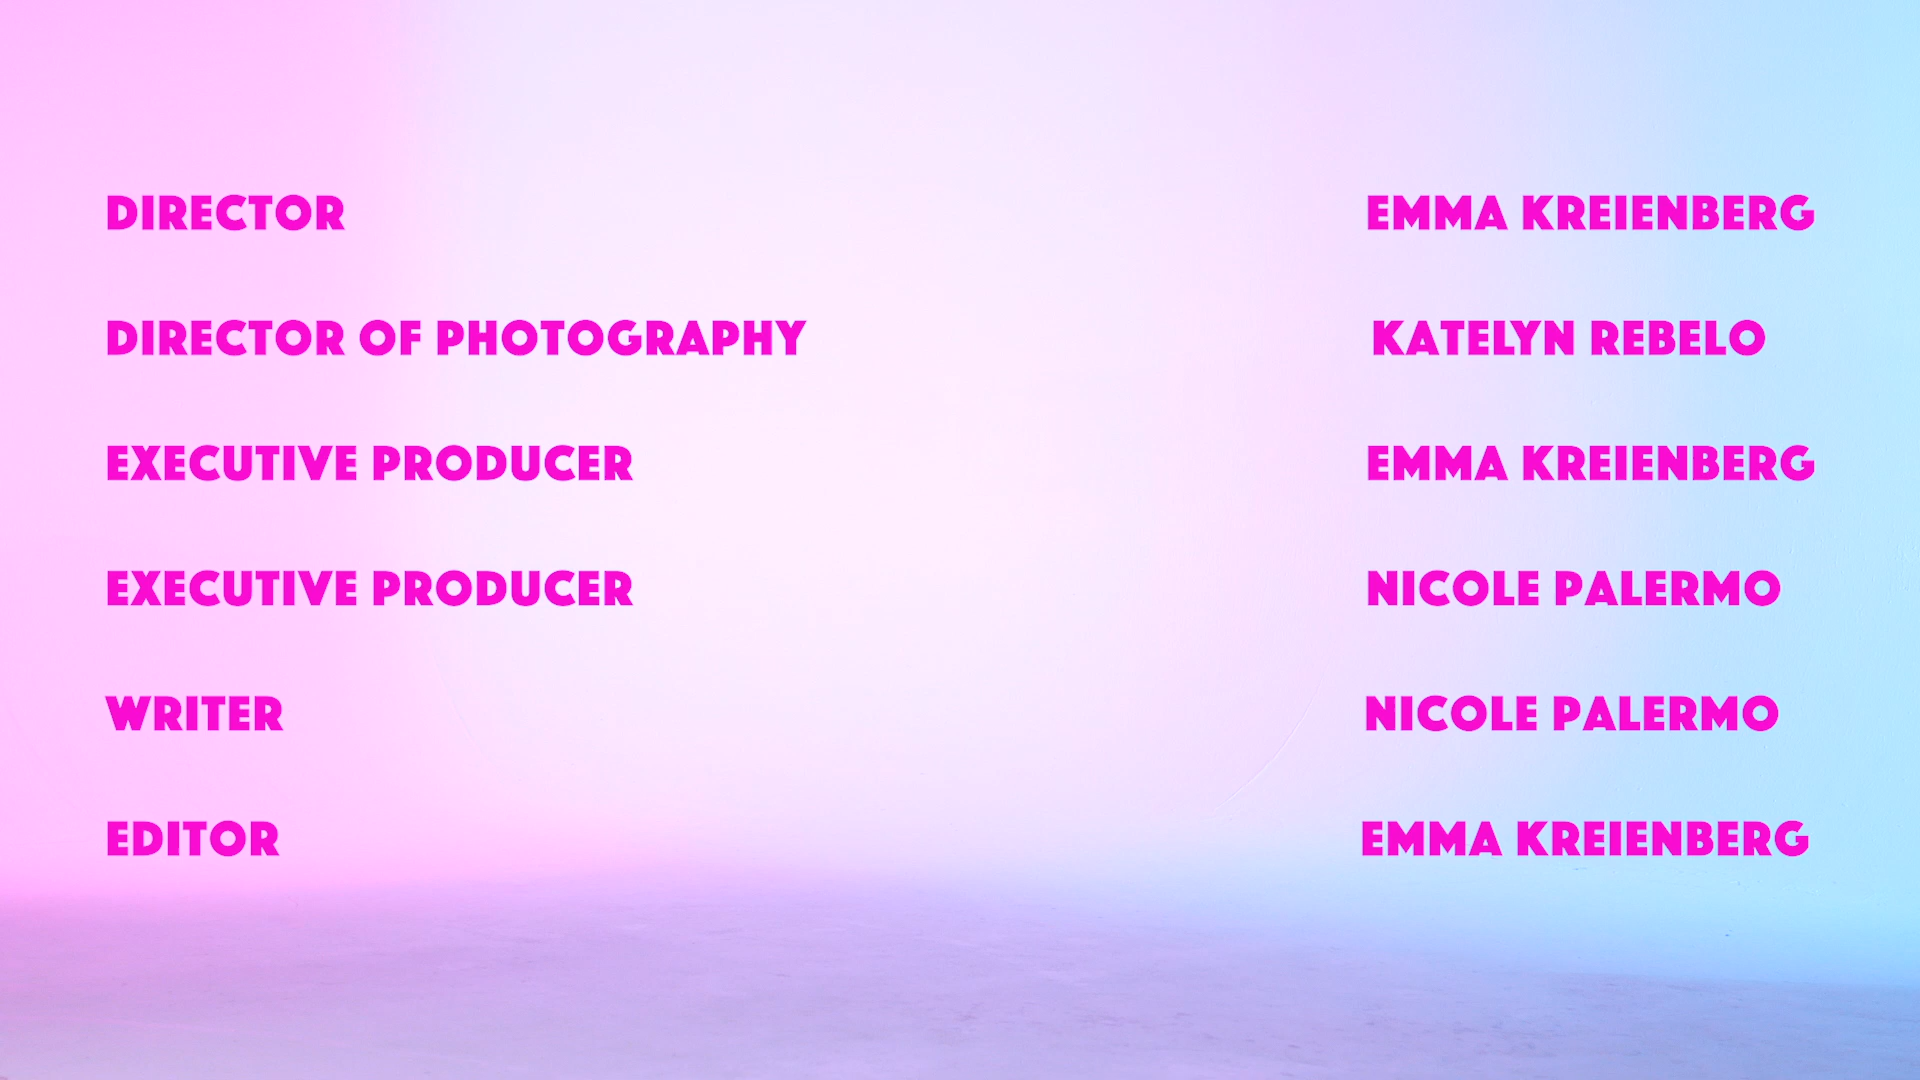 DIRECTOR EMMA KREIENBERG
DIRECTOR OF PHOTOGRAPHY KATELYN REBELO
EXECUTIVE PRODUCER EMMA KREIENBERG
EXECUTIVE PRODUCER NICOLE PALERMO
WRITER NICOLE PALERMO
EDITOR EMMA KREIENBERG